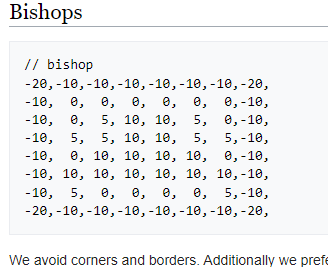 Bishops
// bishop
-20,-10,-10,-10,-10,-10,-10,-20,
-10,  0,  0,  0,  0,  0,  0,-10,
-10,  0,  5, 10, 10,  5,  0,-10,
-10,  5,  5, 10, 10,  5,  5,-10,
-10,  0, 10, 10, 10, 10,  0,-10,
-10, 10, 10, 10, 10, 10, 10,-10,
-10,  5,  0,  0,  0,  0,  5,-10,
-20,-10,-10,-10,-10,-10,-10,-20,
We avoid corners and borders. Additionally we prefe